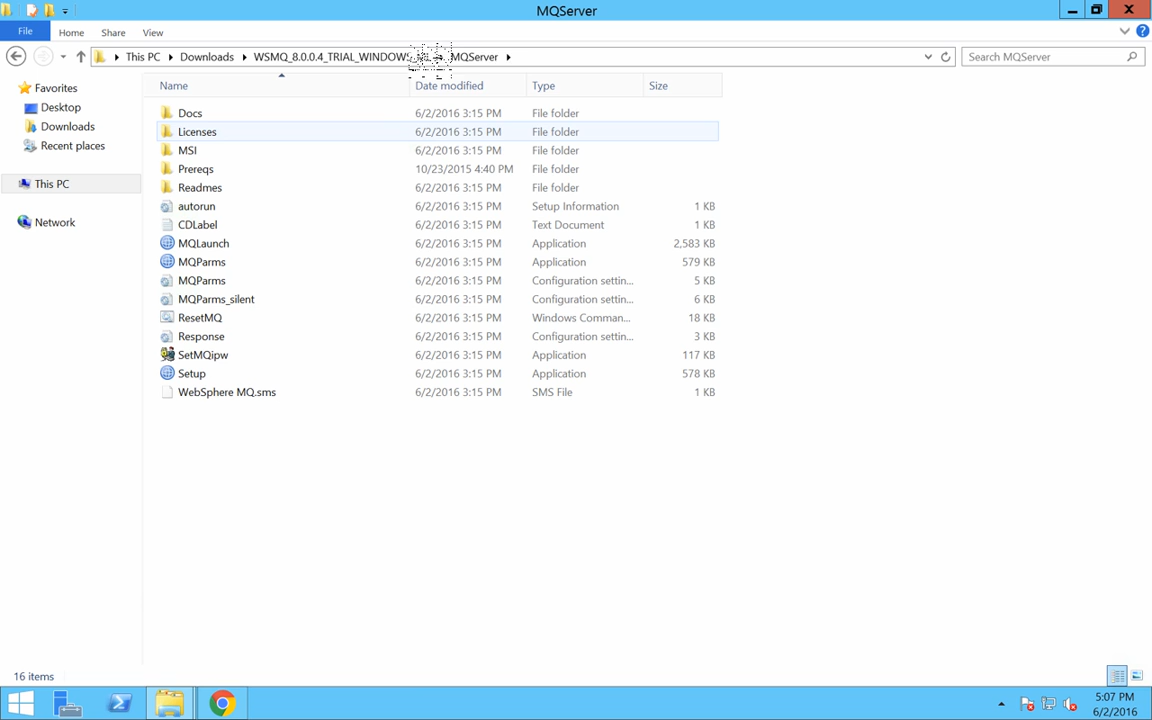 MQServer
File Home Share View
This PC Downloads WSMQ_8.0.0.4_TRIAL_WINDOWS MQServer Search MQServer
Name Date modified Type Size
Favorites
Desktop
Downloads
Recent places
This PC
Network
Docs 6/2/2016 3:15 PM File folder
Licenses 6/2/2016 3:15 PM File folder
MSI 6/2/2016 3:15 PM File folder
Prereqs 10/23/2015 4:40 PM File folder
Readmes 6/2/2016 3:15 PM File folder
autorun 6/2/2016 3:15 PM Setup Information 1 KB
CDLabel 6/2/2016 3:15 PM Text Document 1 KB
MQLaunch 6/2/2016 3:15 PM Application 2,583 KB
MQParms 6/2/2016 3:15 PM Application 579 KB
MQParms 6/2/2016 3:15 PM Configuration settin... 5 KB
MQParms_silent 6/2/2016 3:15 PM Configuration settin... 6 KB
ResetMQ 6/2/2016 3:15 PM Windows Comman... 18 KB
Response 6/2/2016 3:15 PM Configuration settin... 3 KB
SetMQipw 6/2/2016 3:15 PM Application 117 KB
Setup 6/2/2016 3:15 PM Application 578 KB
WebSphere MQ.sms 6/2/2016 3:15 PM SMS File 1 KB
16 items
5:07 PM
6/2/2016